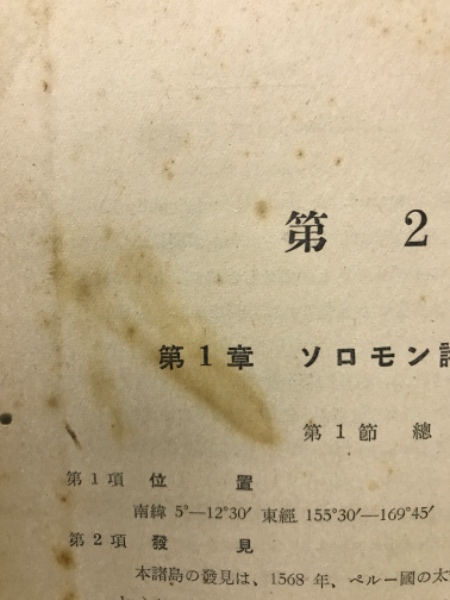 第 2
第1章 ソロモン諸
第1節 總
第1項 位置
南緯 5°—12°30′ 東經 155°30′—169°45′
第2項 發見
本諸島の發見は、1568 年、ペルー國の太